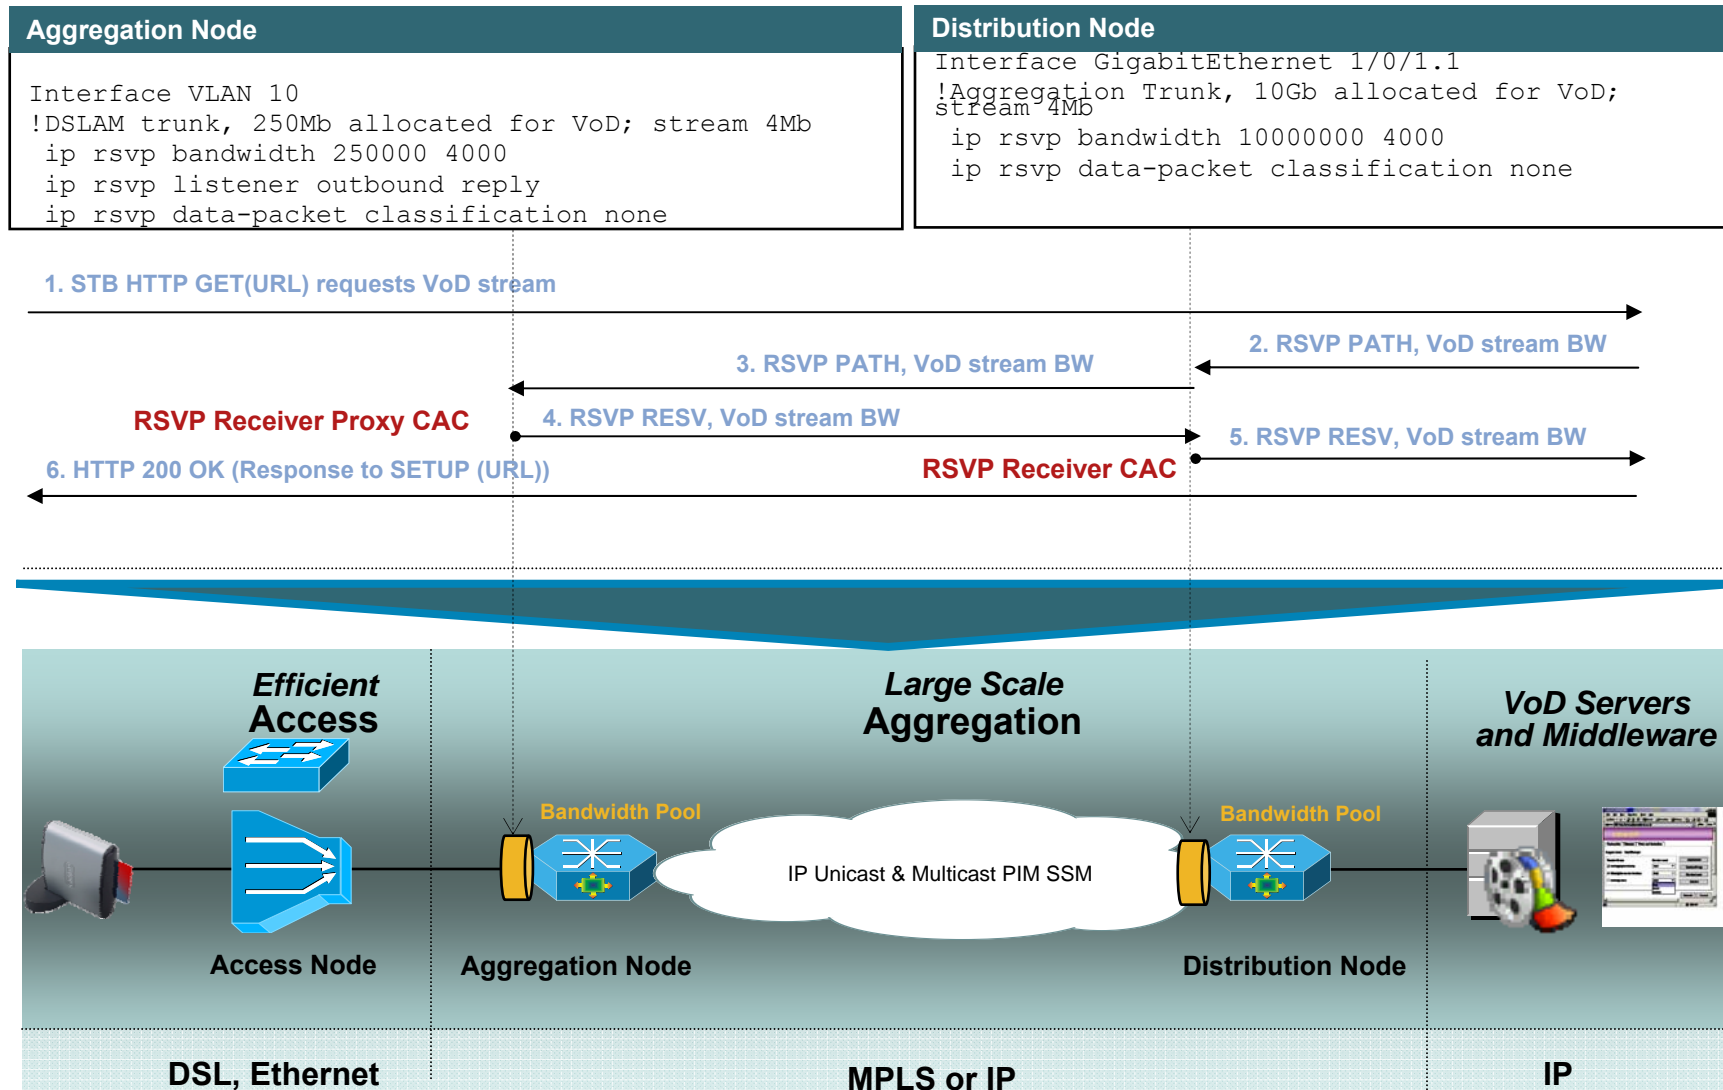 Aggregation Node
Interface VLAN 10
!DSLAM trunk, 250Mb allocated for VoD; stream 4Mb
ip rsvp bandwidth 250000 4000
ip rsvp listener outbound reply
ip rsvp data-packet classification none
Distribution Node
Interface GigabitEthernet 1/0/1.1
!Aggregation Trunk, 10Gb allocated for VoD;
stream 4Mb
ip rsvp bandwidth 10000000 4000
ip rsvp data-packet classification none
1. STB HTTP GET(URL) requests VoD stream
2. RSVP PATH, VoD stream BW
3. RSVP PATH, VoD stream BW
RSVP Receiver Proxy CAC
4. RSVP RESV, VoD stream BW
5. RSVP RESV, VoD stream BW
6. HTTP 200 OK (Response to SETUP (URL))
RSVP Receiver CAC
Efficient
Access
Large Scale
Aggregation
VoD Servers
and Middleware
Bandwidth Pool
Bandwidth Pool
IP Unicast & Multicast PIM SSM
Access Node
Aggregation Node
Distribution Node
DSL, Ethernet
MPLS or IP
IP